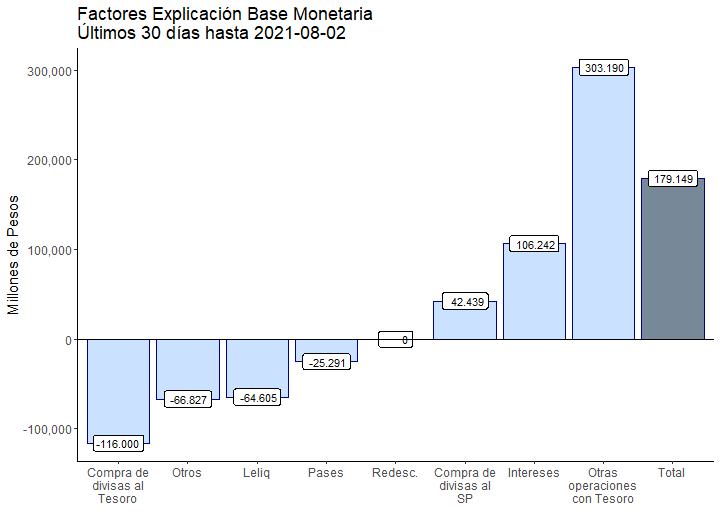 Factores Explicación Base Monetaria
Últimos 30 días hasta 2021-08-02
Millones de Pesos
300,000
200,000
100,000
0
-100,000
-116.000
-66.827
-64.605
-25.291
0
42.439
106.242
303.190
179.149
Compra de
divisas al
Tesoro
Otros
Leliq
Pases
Redesc.
Compra de
divisas al
SP
Intereses
Otras
operaciones
con Tesoro
Total